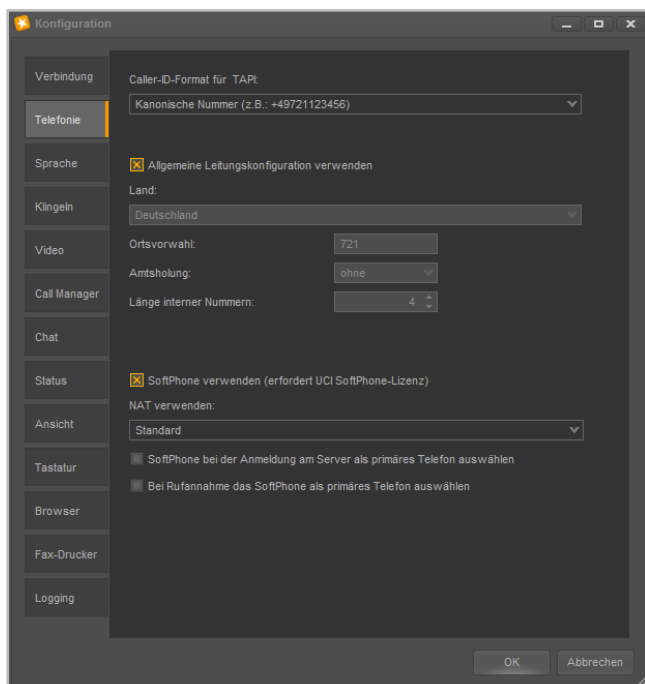 Konfiguration
Verbindung
Telefonie
Sprache
Klingeln
Video
Call Manager
Chat
Status
Ansicht
Tastatur
Browser
Fax-Drucker
Logging
Caller-ID-Format für TAPI:
Kanonische Nummer (z.B.: +49721123456)
Allgemeine Leitungskonfiguration verwenden
Land:
Deutschland
Ortsvorwahl: 721
Amtsholung: ohne
Länge interner Nummern: 4
SoftPhone verwenden (erfordert UCI SoftPhone-Lizenz)
NAT verwenden:
Standard
SoftPhone bei der Anmeldung am Server als primäres Telefon auswählen
Bei Rufannahme das SoftPhone als primäres Telefon auswählen
OK Abbrechen